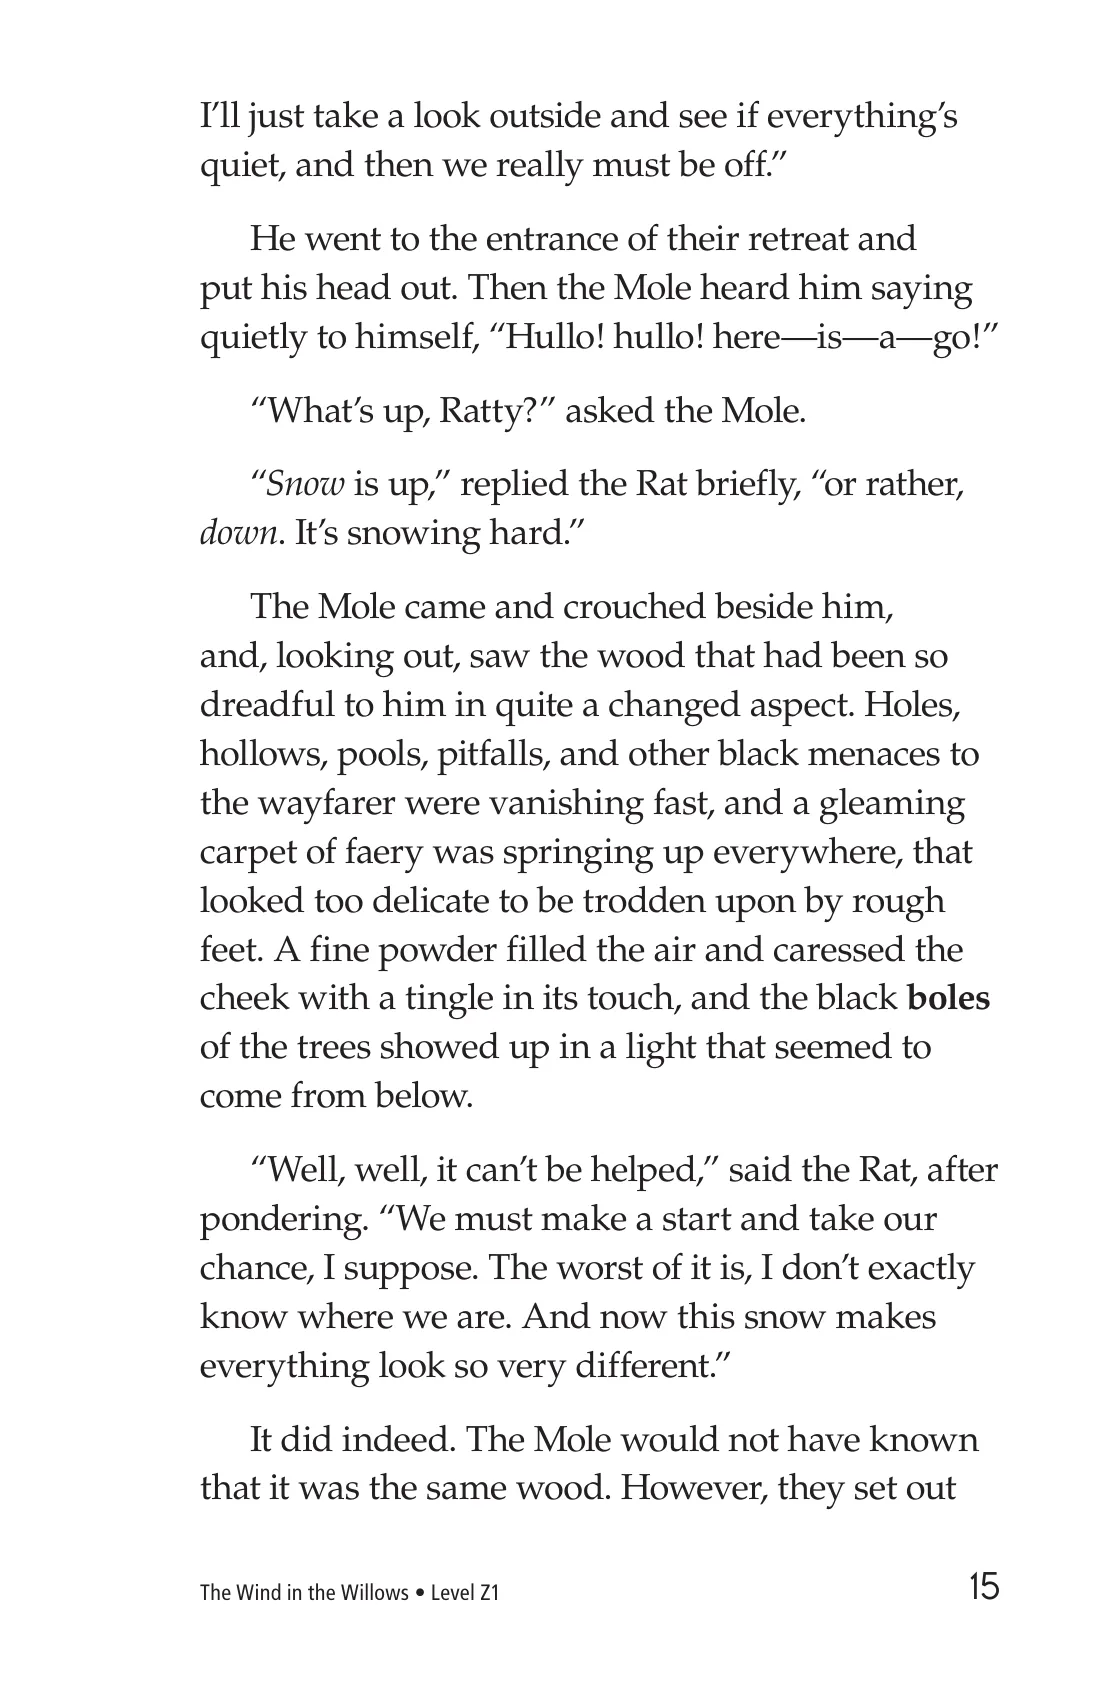 I’ll just take a look outside and see if everything’s
quiet, and then we really must be off.”
He went to the entrance of their retreat and
put his head out. Then the Mole heard him saying
quietly to himself, “Hullo! hullo! here—is—a—go!”
“What’s up, Ratty?” asked the Mole.
“Snow is up,” replied the Rat briefly, “or rather,
down. It’s snowing hard.”
The Mole came and crouched beside him,
and, looking out, saw the wood that had been so
dreadful to him in quite a changed aspect. Holes,
hollows, pools, pitfalls, and other black menaces to
the wayfarer were vanishing fast, and a gleaming
carpet of faery was springing up everywhere, that
looked too delicate to be trodden upon by rough
feet. A fine powder filled the air and caressed the
cheek with a tingle in its touch, and the black boles
of the trees showed up in a light that seemed to
come from below.
“Well, well, it can’t be helped,” said the Rat, after
pondering. “We must make a start and take our
chance, I suppose. The worst of it is, I don’t exactly
know where we are. And now this snow makes
everything look so very different.”
It did indeed. The Mole would not have known
that it was the same wood. However, they set out
The Wind in the Willows • Level Z1
15